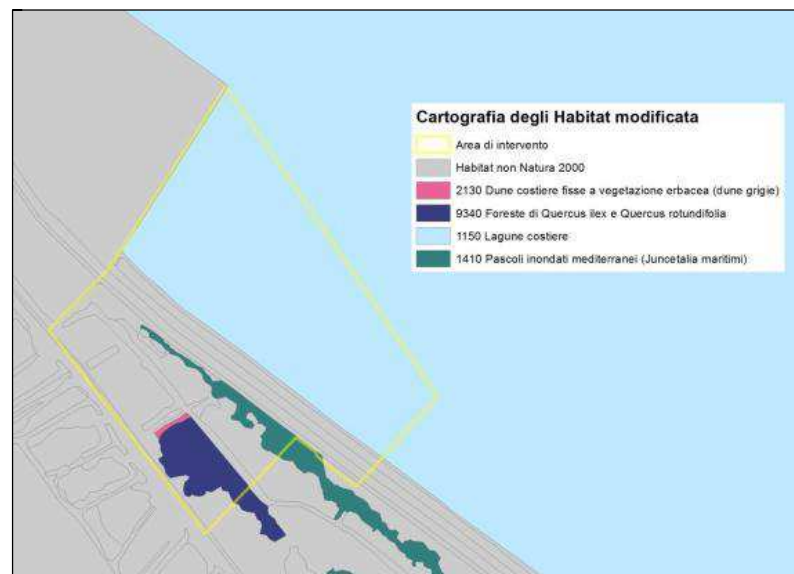 Cartografia degli Habitat modificata
Area di intervento
Habitat non Natura 2000
2130 Dune costiere fisse a vegetazione erbacea (dune grigie)
9340 Foreste di Quercus ilex e Quercus rotundifolia
1150 Lagune costiere
1410 Pascoli inondati mediterranei (Juncetalia maritimi)